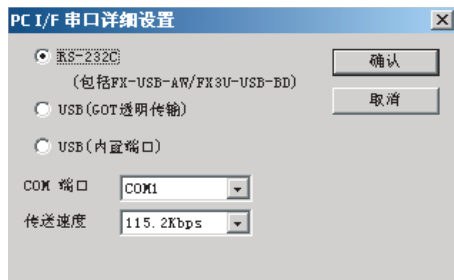 PC I/F 串口详细设置
RS-232C
(包括FX-USB-AW/FX3U-USB-BD)
USB(GOT透明传输)
USB(内置端口)
COM 端口 COM1
传送速度 115.2Kbps
确认
取消